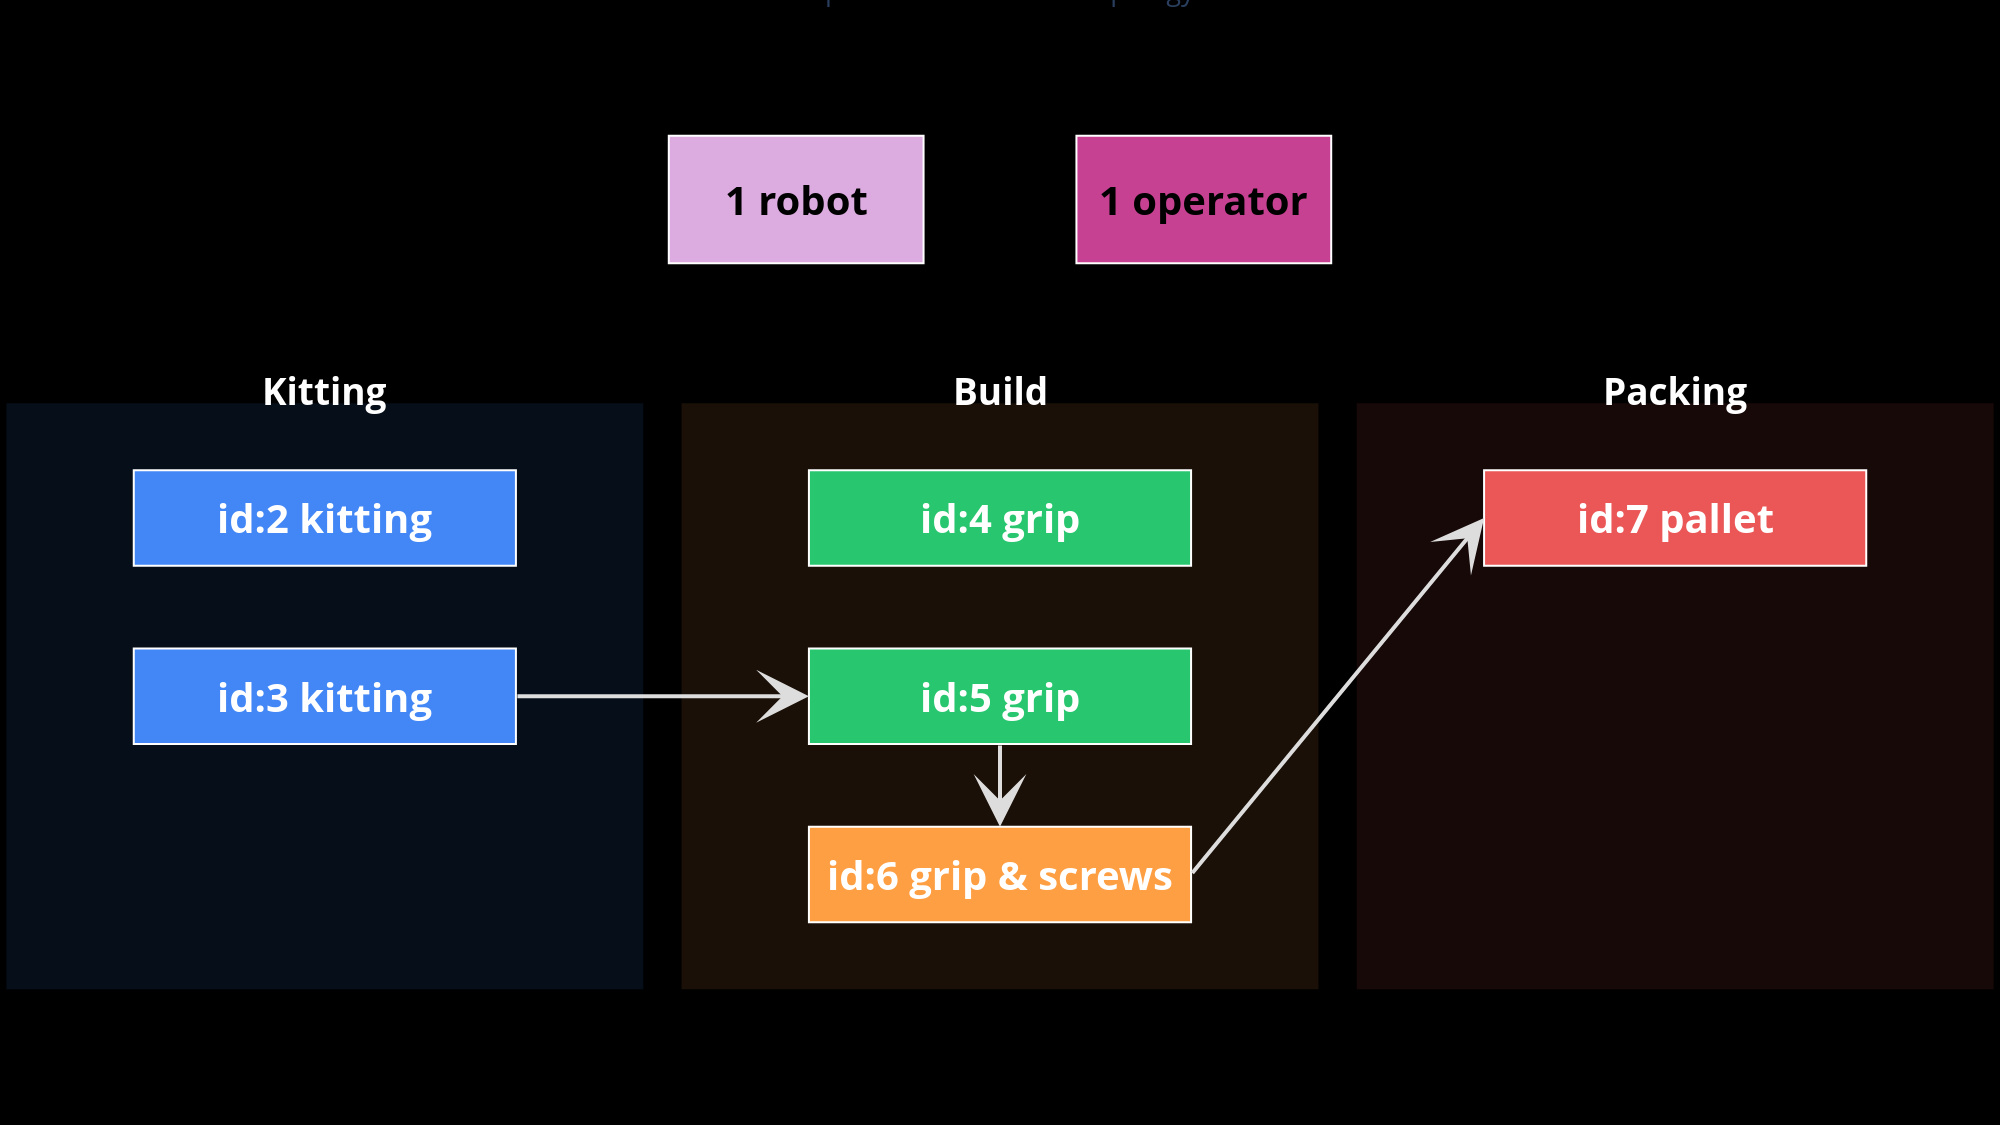 1 robot
1 operator
Kitting
Build
Packing
id:2 kitting
id:4 grip
id:7 pallet
id:3 kitting
id:5 grip
id:6 grip & screws